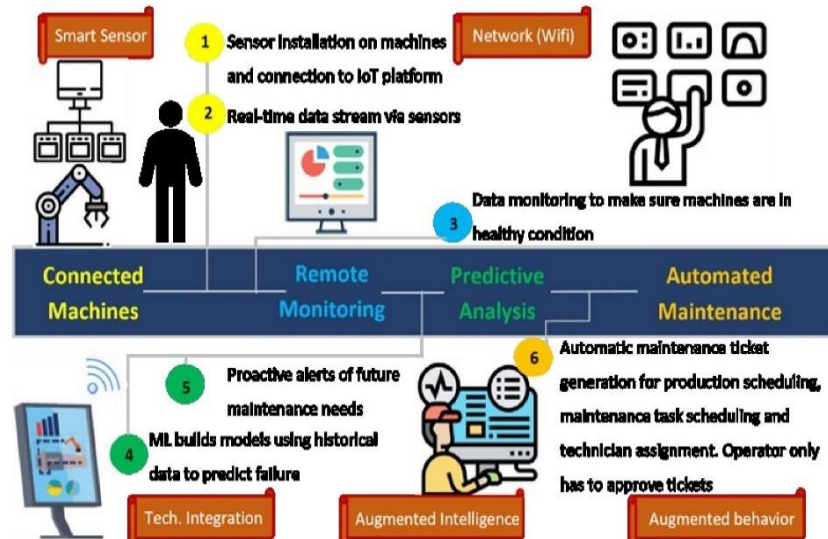 Smart Sensor
1
Sensor installation on machines
and connection to IoT platform
Network (Wifi)
2
Real-time data stream via sensors
3
Data monitoring to make sure machines are in
healthy condition
Connected
Machines
Remote
Monitoring
Predictive
Analysis
Automated
Maintenance
5
Proactive alerts of future
maintenance needs
4
ML builds models using historical
data to predict failure
6
Automatic maintenance ticket
generation for production scheduling,
maintenance task scheduling and
technician assignment. Operator only
has to approve tickets
Tech. Integration
Augmented Intelligence
Augmented behavior